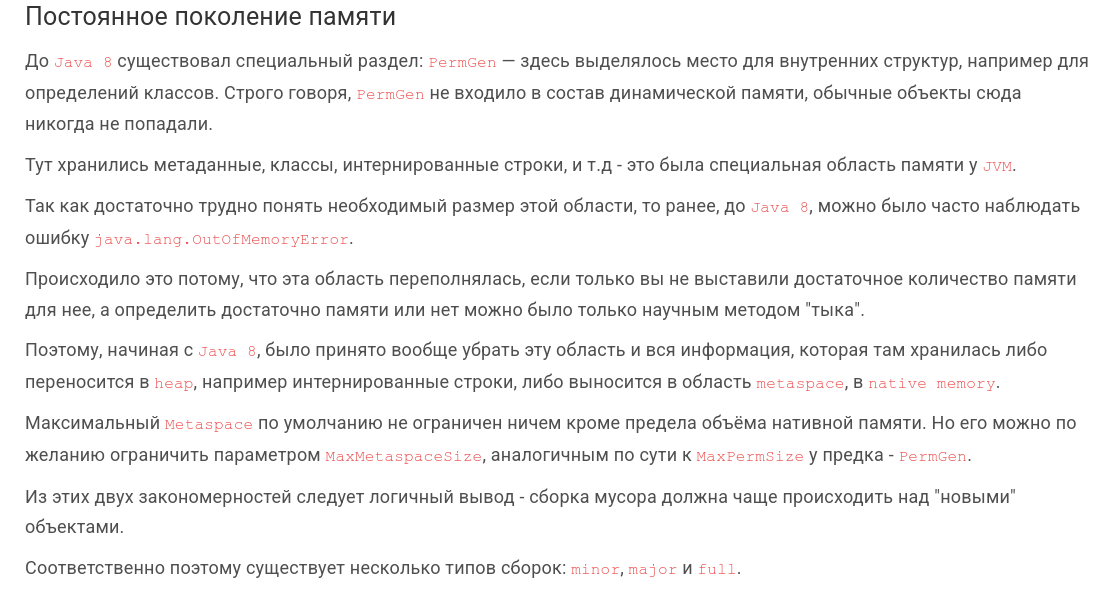 Постоянное поколение памяти
До Java 8 существовал специальный раздел: PermGen — здесь выделялось место для внутренних структур, например для
определений классов. Строго говоря, PermGen не входило в состав динамической памяти, обычные объекты сюда
никогда не попадали.
Тут хранились метаданные, классы, интернированные строки, и т.д - это была специальная область памяти у JVM.
Так как достаточно трудно понять необходимый размер этой области, то ранее, до Java 8, можно было часто наблюдать
ошибку java.lang.OutOfMemoryError.
Происходило это потому, что эта область переполнялась, если только вы не выставили достаточное количество памяти
для нее, а определить достаточно памяти или нет можно было только научным методом "тыка".
Поэтому, начиная с Java 8, было принято вообще убрать эту область и вся информация, которая там хранилась либо
переносится в heap, например интернированные строки, либо выносится в область metaspace, в native memory.
Максимальный Metaspace по умолчанию не ограничен ничем кроме предела объёма нативной памяти. Но его можно по
желанию ограничить параметром MaxMetaspaceSize, аналогичным по сути к MaxPermSize у предка - PermGen.
Из этих двух закономерностей следует логичный вывод - сборка мусора должна чаще происходить над "новыми"
объектами.
Соответственно поэтому существует несколько типов сборок: minor, major и full.